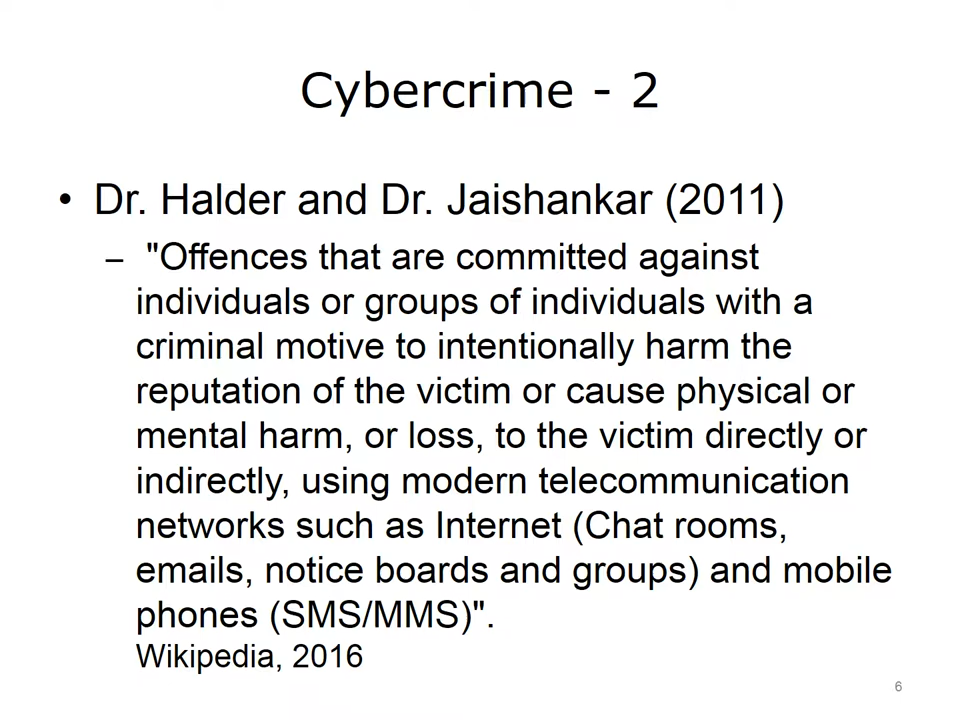 Cybercrime - 2
• Dr. Halder and Dr. Jaishankar (2011)
– "Offences that are committed against
individuals or groups of individuals with a
criminal motive to intentionally harm the
reputation of the victim or cause physical or
mental harm, or loss, to the victim directly or
indirectly, using modern telecommunication
networks such as Internet (Chat rooms,
emails, notice boards and groups) and mobile
phones (SMS/MMS)".
Wikipedia, 2016
6